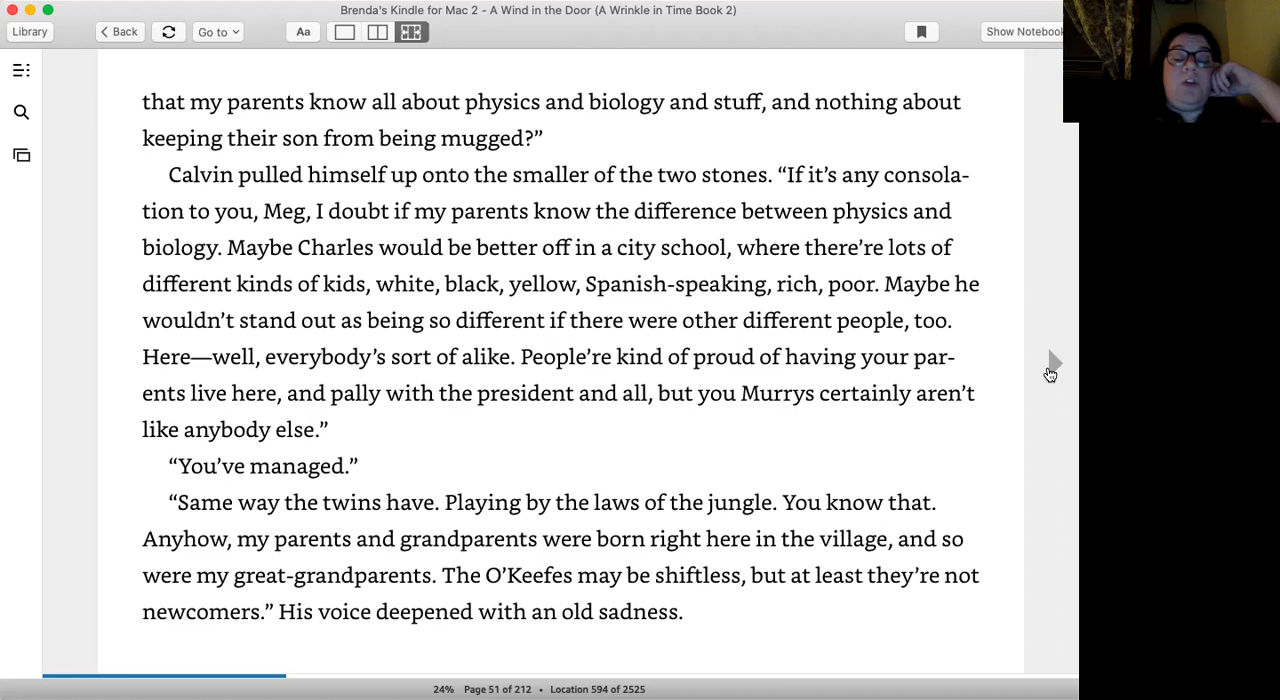 Brenda's Kindle for Mac 2 - A Wind in the Door (A Wrinkle in Time Book 2)
Library
Back
Go to
Aa
Show Notebook
that my parents know all about physics and biology and stuff, and nothing about
keeping their son from being mugged?”
Calvin pulled himself up onto the smaller of the two stones. “If it’s any consola-
tion to you, Meg, I doubt if my parents know the difference between physics and
biology. Maybe Charles would be better off in a city school, where there’re lots of
different kinds of kids, white, black, yellow, Spanish-speaking, rich, poor. Maybe he
wouldn’t stand out as being so different if there were other different people, too.
Here—well, everybody’s sort of alike. People’re kind of proud of having your par-
ents live here, and pally with the president and all, but you Murrys certainly aren’t
like anybody else.”
“You’ve managed.”
“Same way the twins have. Playing by the laws of the jungle. You know that.
Anyhow, my parents and grandparents were born right here in the village, and so
were my great-grandparents. The O’Keefes may be shiftless, but at least they’re not
newcomers.” His voice deepened with an old sadness.
24% Page 51 of 212 • Location 594 of 2525